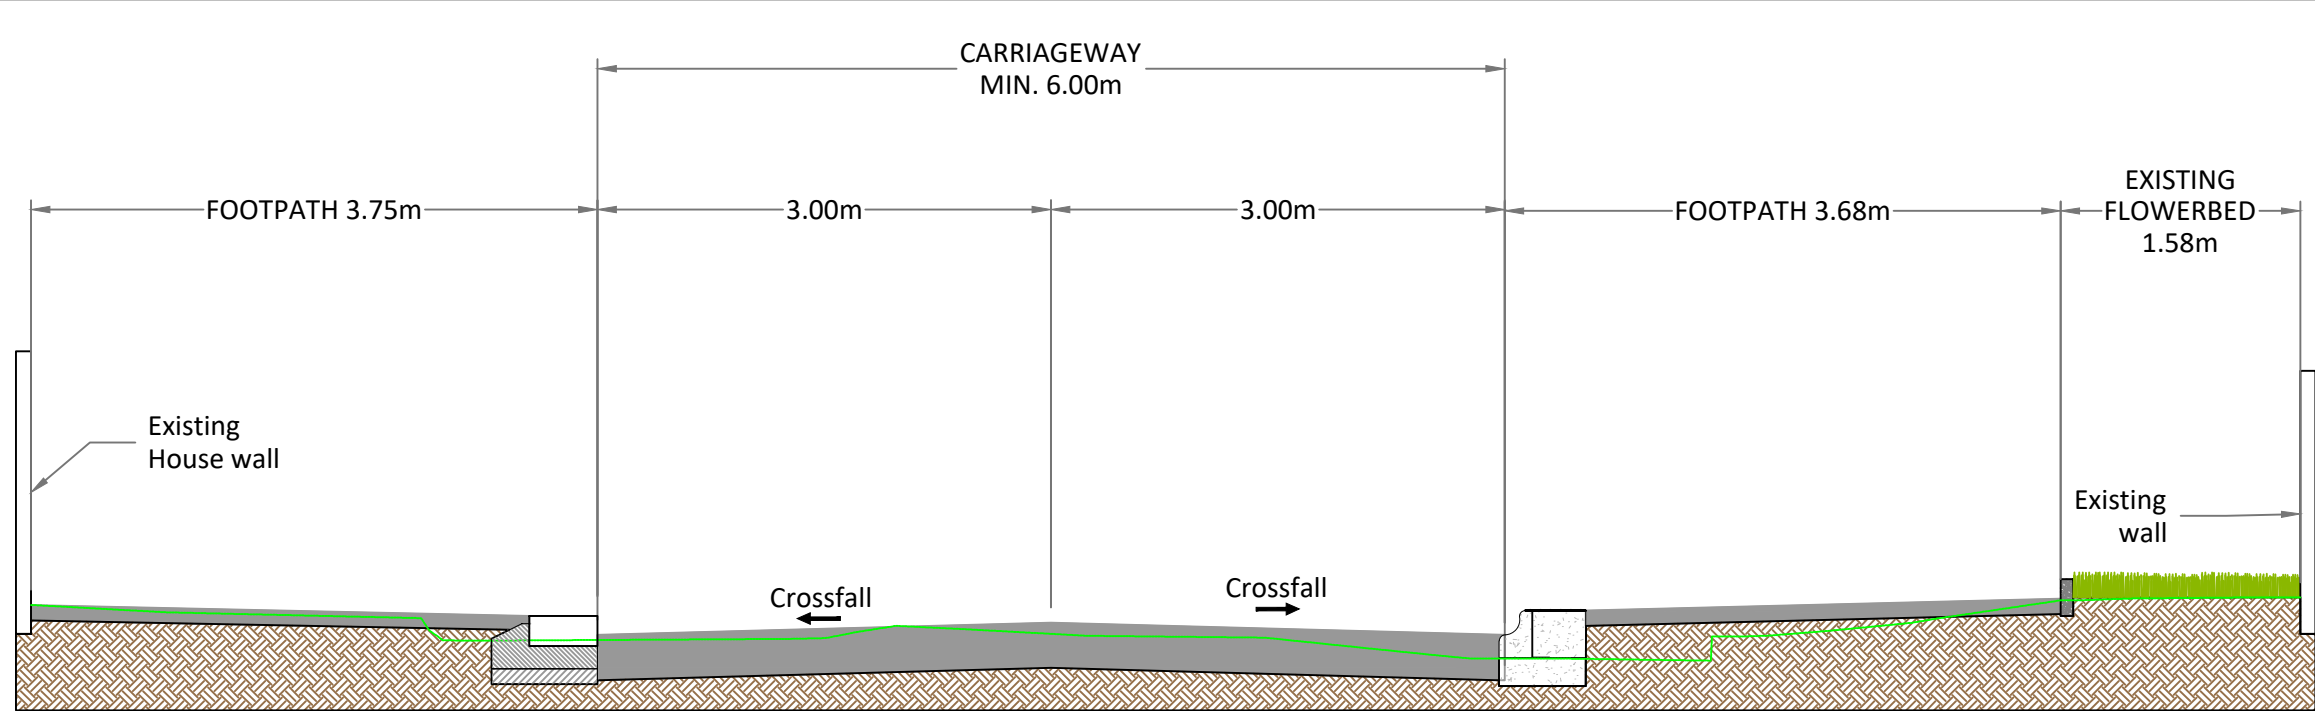 CARRIAGEWAY
MIN. 6.00m
FOOTPATH 3.75m
3.00m
3.00m
FOOTPATH 3.68m
EXISTING
FLOWERBED
1.58m
Existing
House wall
Existing
wall
Crossfall
Crossfall